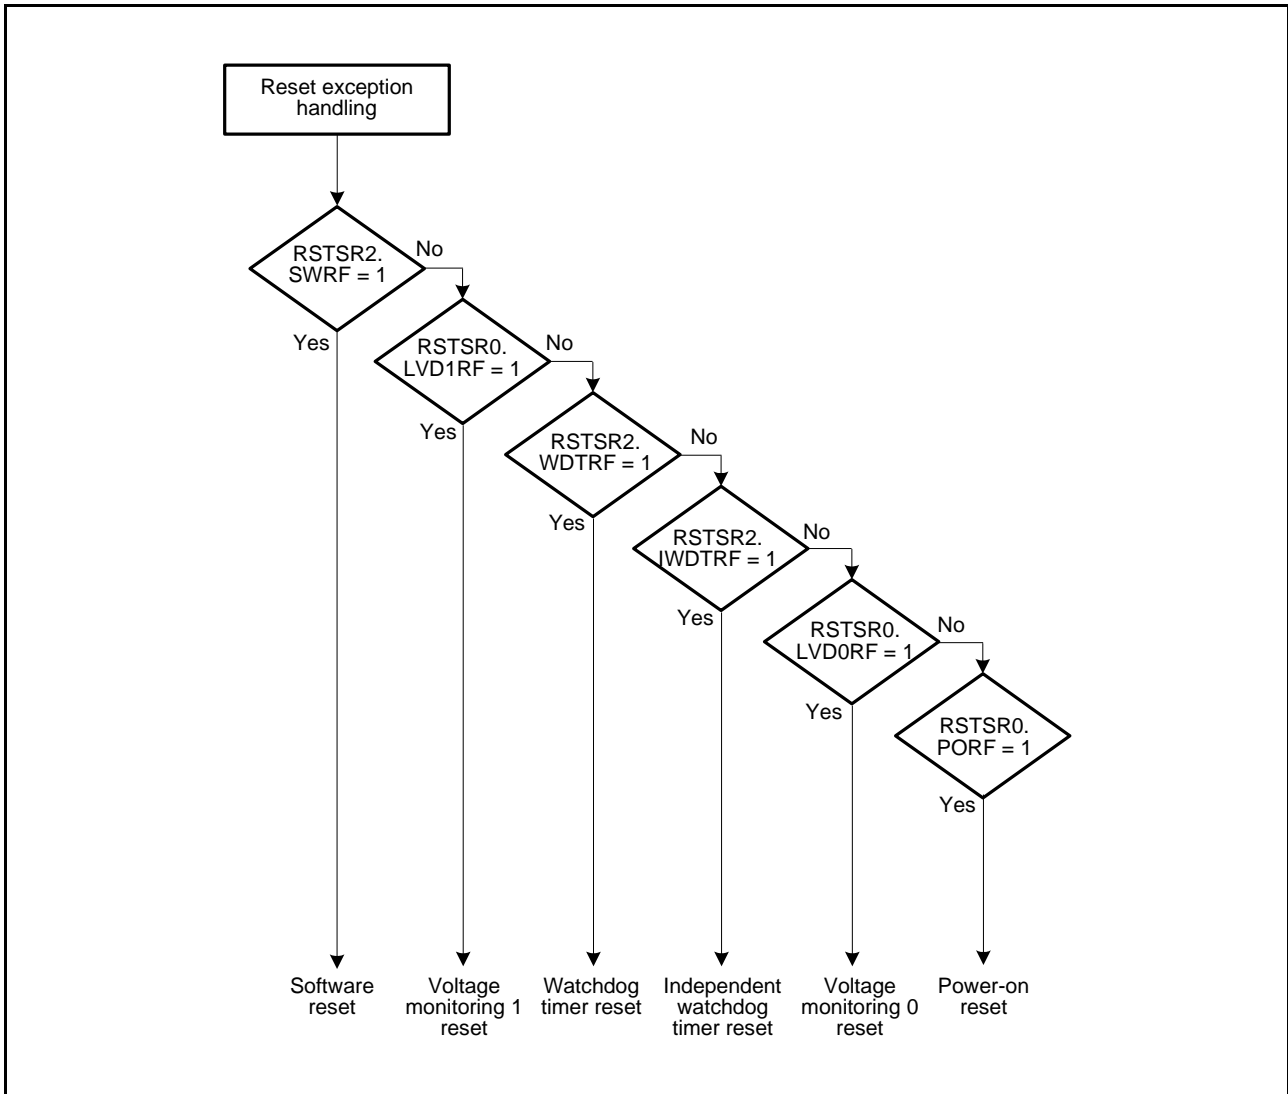 Reset exception
handling
RSTSR2.
SWRF = 1
No
Yes
RSTSR0.
LVD1RF = 1
No
Yes
RSTSR2.
WDTRF = 1
No
Yes
RSTSR2.
IWDTRF = 1
No
Yes
RSTSR0.
LVD0RF = 1
No
Yes
RSTSR0.
PORF = 1
Yes
Software
reset
Voltage
monitoring 1
reset
Watchdog
timer reset
Independent
watchdog
timer reset
Voltage
monitoring 0
reset
Power-on
reset